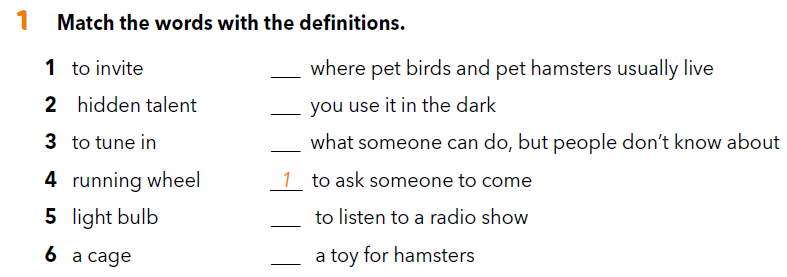 1 Match the words with the definitions.
1 to invite ___ where pet birds and pet hamsters usually live
2 hidden talent ___ you use it in the dark
3 to tune in ___ what someone can do, but people don't know about
4 running wheel _1_ to ask someone to come
5 light bulb ___ to listen to a radio show
6 a cage ___ a toy for hamsters